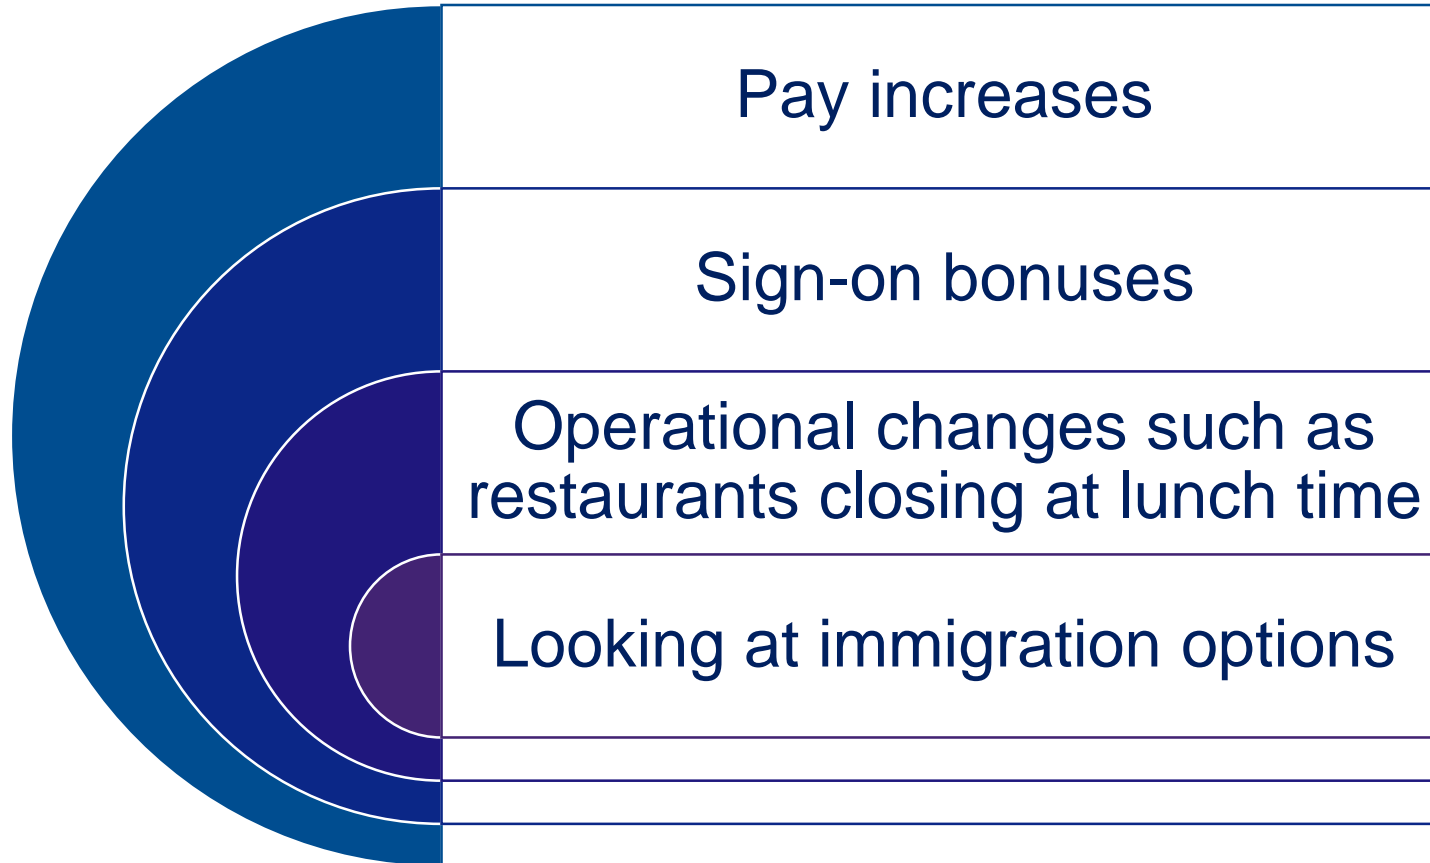 Pay increases
Sign-on bonuses
Operational changes such as
restaurants closing at lunch time
Looking at immigration options